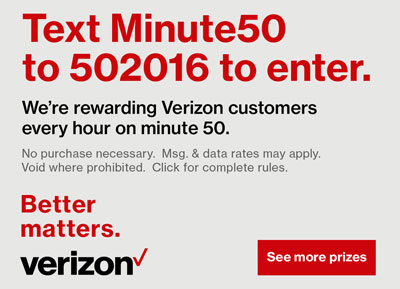 Text Minute50
to 502016 to enter.
We're rewarding Verizon customers
every hour on minute 50.
No purchase necessary.  Msg. & data rates may apply.
Void where prohibited.  Click for complete rules.
Better
matters.
verizon✓
See more prizes